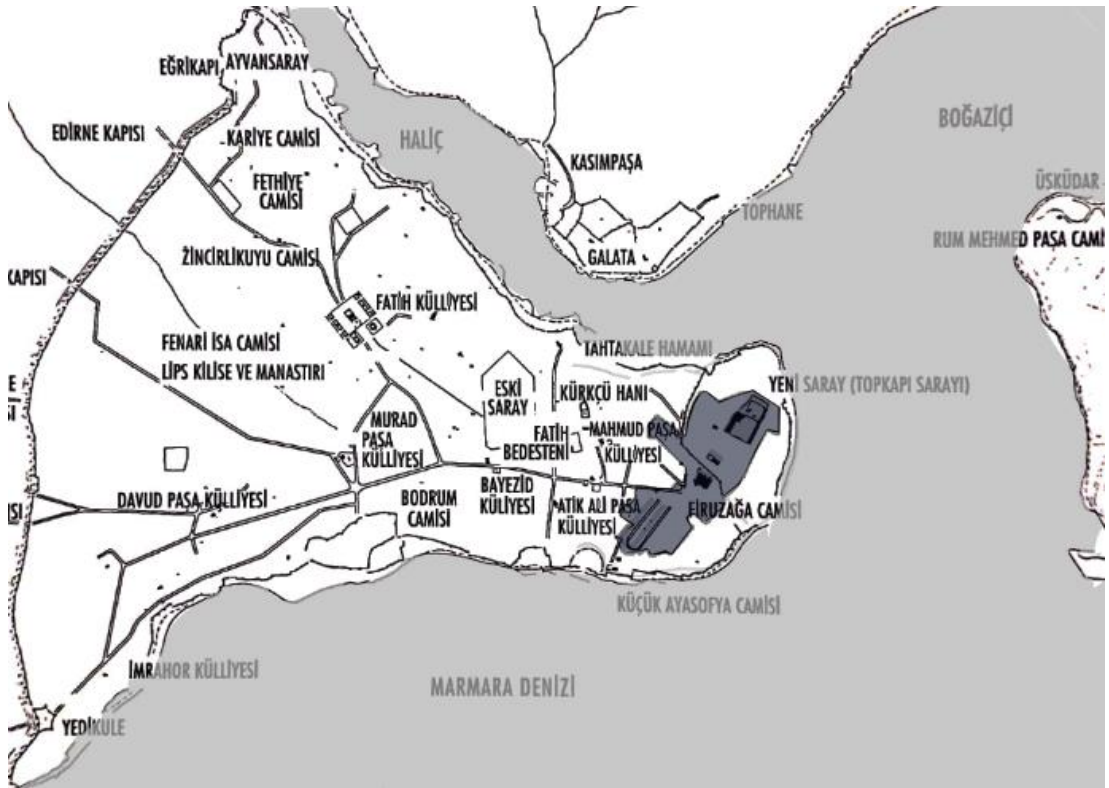 AYVANSARAY
EĞRİKAPI
BOĞAZİÇİ
EDİRNE KAPISI
KARİYE CAMİSİ
HALİÇ
KASIMPAŞA
FETHİYE
CAMİSİ
ÜSKÜDAR
TOPHANE
RUM MEHMED PAŞA CAMİ
ZİNCİRLİKUYU CAMİSİ
GALATA
KAPISI
FATİH KÜLLİYESİ
FENARİ İSA CAMİSİ
LİPS KİLİSE VE MANASTIRI
TAHTAKALE HAMAMI
YENİ SARAY (TOPKAPI SARAYI)
ESKİ
SARAY
KÜRKÇÜ HANI
MURAD
PAŞA
KÜLLİYESİ
FATİH
BEDESTENİ
MAHMUD PAŞA
KÜLLİYESİ
DAVUD PAŞA KÜLLİYESİ
BODRUM
CAMİSİ
BAYEZİD
KÜLİYESİ
ATİK ALİ PAŞA
KÜLLİYESİ
FİRUZAĞA CAMİSİ
KÜÇÜK AYASOFYA CAMİSİ
İMRAHOR KÜLLİYESİ
MARMARA DENİZİ
YEDİKULE